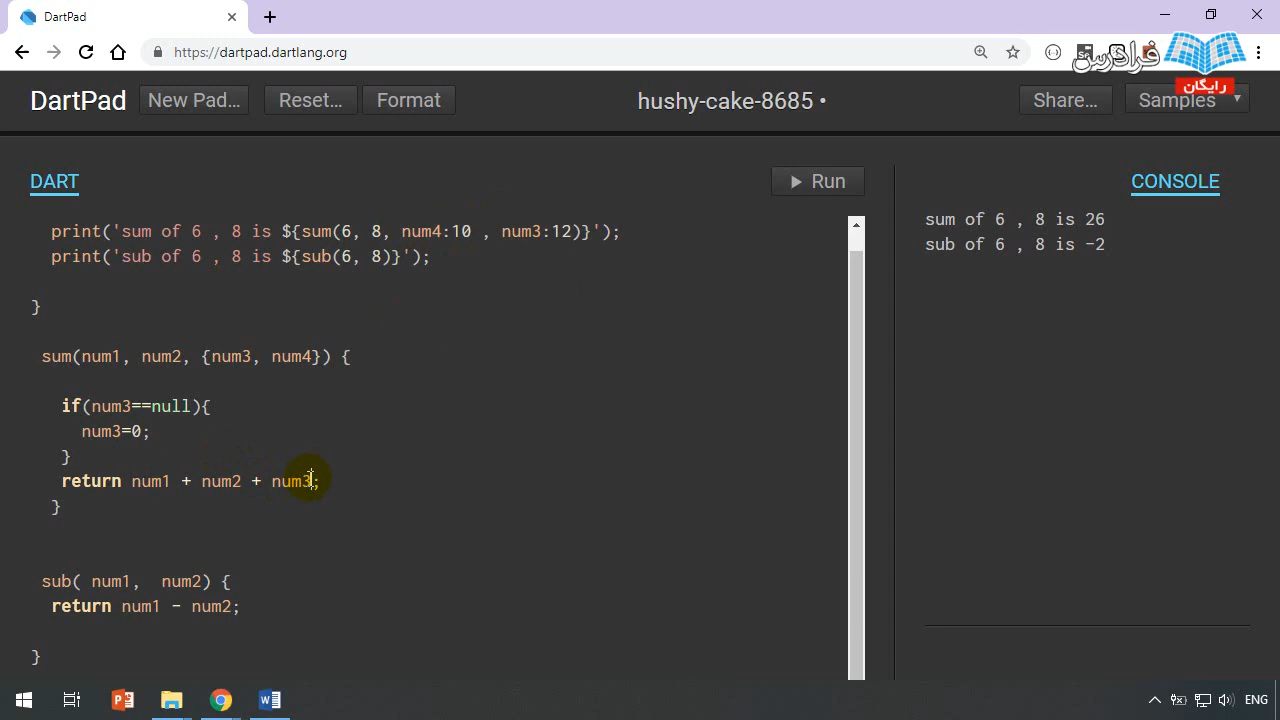 DartPad
https://dartpad.dartlang.org
فرادرس
رایگان
DartPad New Pad... Reset... Format hushy-cake-8685 • Share... Samples
DART Run CONSOLE
print('sum of 6 , 8 is ${sum(6, 8, num4:10 , num3:12)}');
print('sub of 6 , 8 is ${sub(6, 8)}');
}
sum(num1, num2, {num3, num4}) {
if(num3==null){
num3=0;
}
return num1 + num2 + num3;
}
sub( num1,  num2) {
return num1 - num2;
}
sum of 6 , 8 is 26
sub of 6 , 8 is -2
ENG